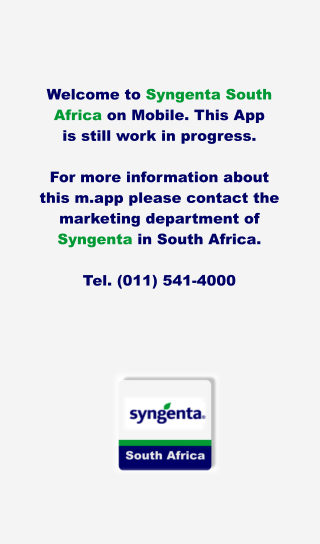 Welcome to Syngenta South
Africa on Mobile. This App
is still work in progress.
For more information about
this m.app please contact the
marketing department of
Syngenta in South Africa.
Tel. (011) 541-4000
syngenta®
South Africa